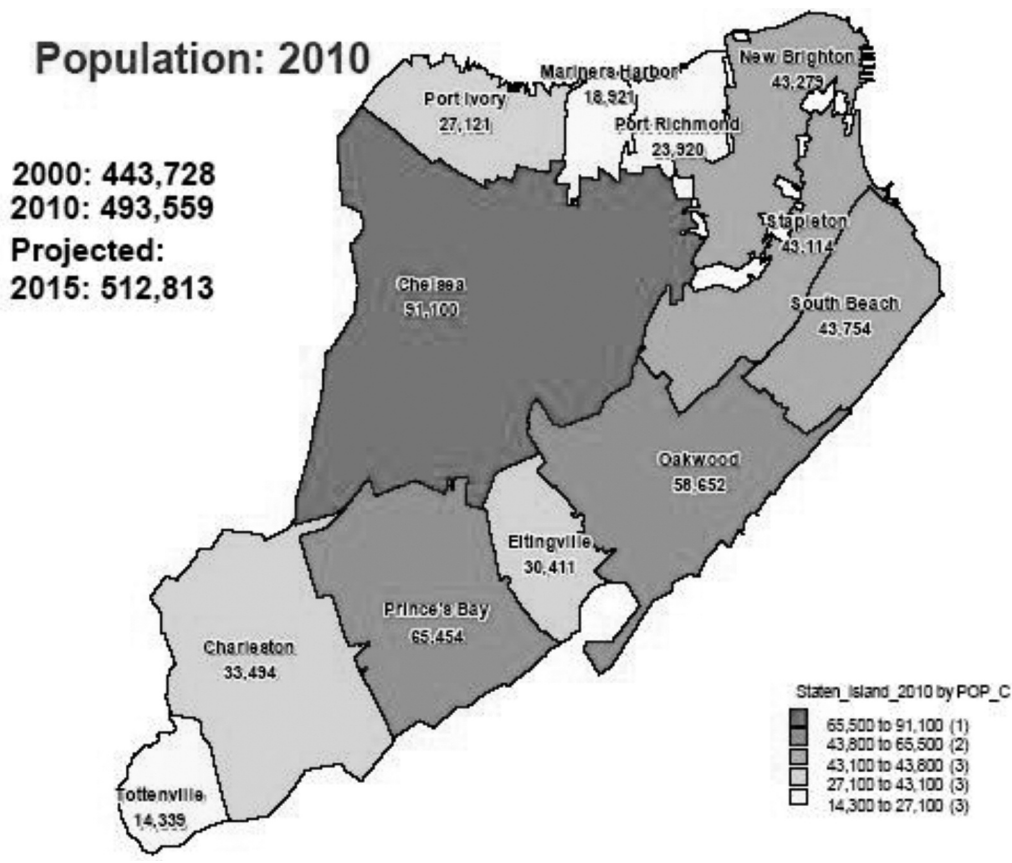 Population: 2010
2000: 443,728
2010: 493,559
Projected:
2015: 512,813
New Brighton
43,279
Mariners Harbor
18,921
Port Ivory
27,121
Port Richmond
23,920
Stapleton
43,114
Chelsea
91,100
South Beach
43,754
Oakwood
58,652
Eltingville
30,411
Prince's Bay
65,454
Charleston
33,494
Tottenville
14,339
Staten_Island_2010 by POP_C
65,500 to 91,100 (1)
43,800 to 65,500 (2)
43,100 to 43,800 (3)
27,100 to 43,100 (3)
14,300 to 27,100 (3)